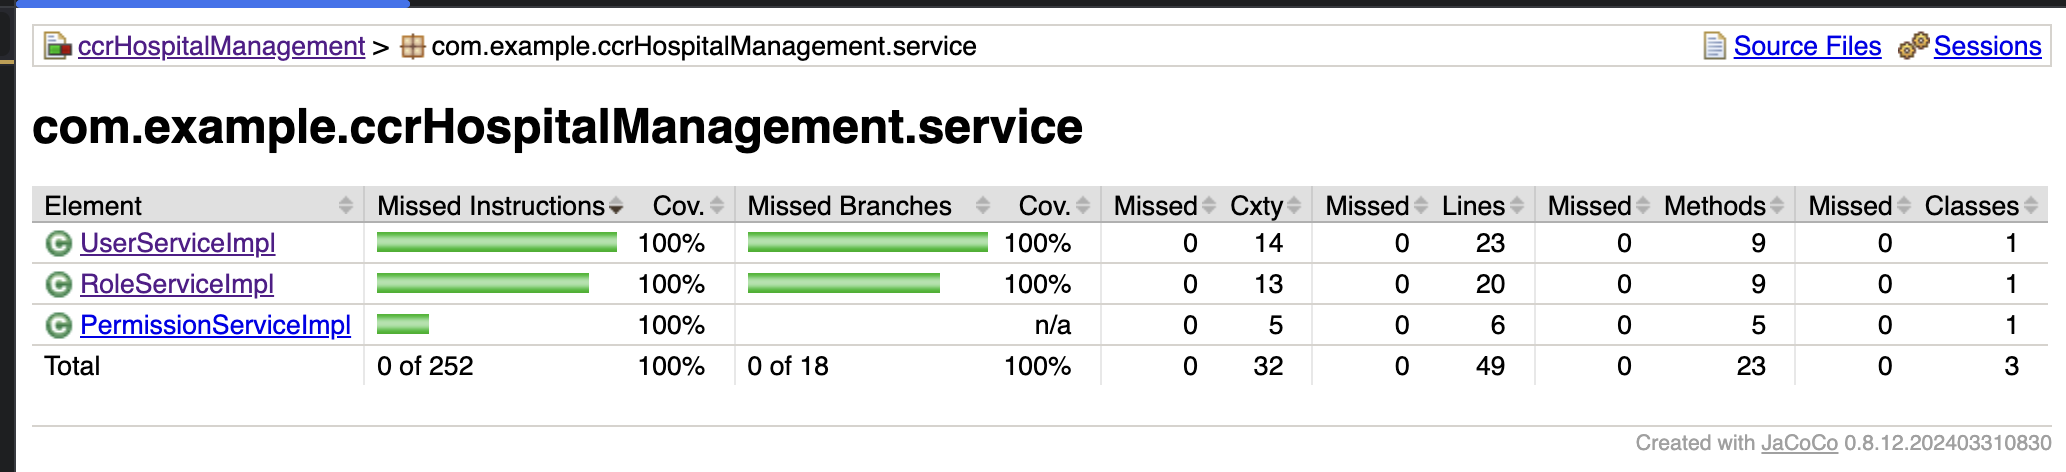 ccrHospitalManagement > com.example.ccrHospitalManagement.service Source Files Sessions
com.example.ccrHospitalManagement.service
Element Missed Instructions Cov. Missed Branches Cov. Missed Cxty Missed Lines Missed Methods Missed Classes
UserServiceImpl 100% 100% 0 14 0 23 0 9 0 1
RoleServiceImpl 100% 100% 0 13 0 20 0 9 0 1
PermissionServiceImpl 100% n/a 0 5 0 6 0 5 0 1
Total 0 of 252 100% 0 of 18 100% 0 32 0 49 0 23 0 3
Created with JaCoCo 0.8.12.202403310830